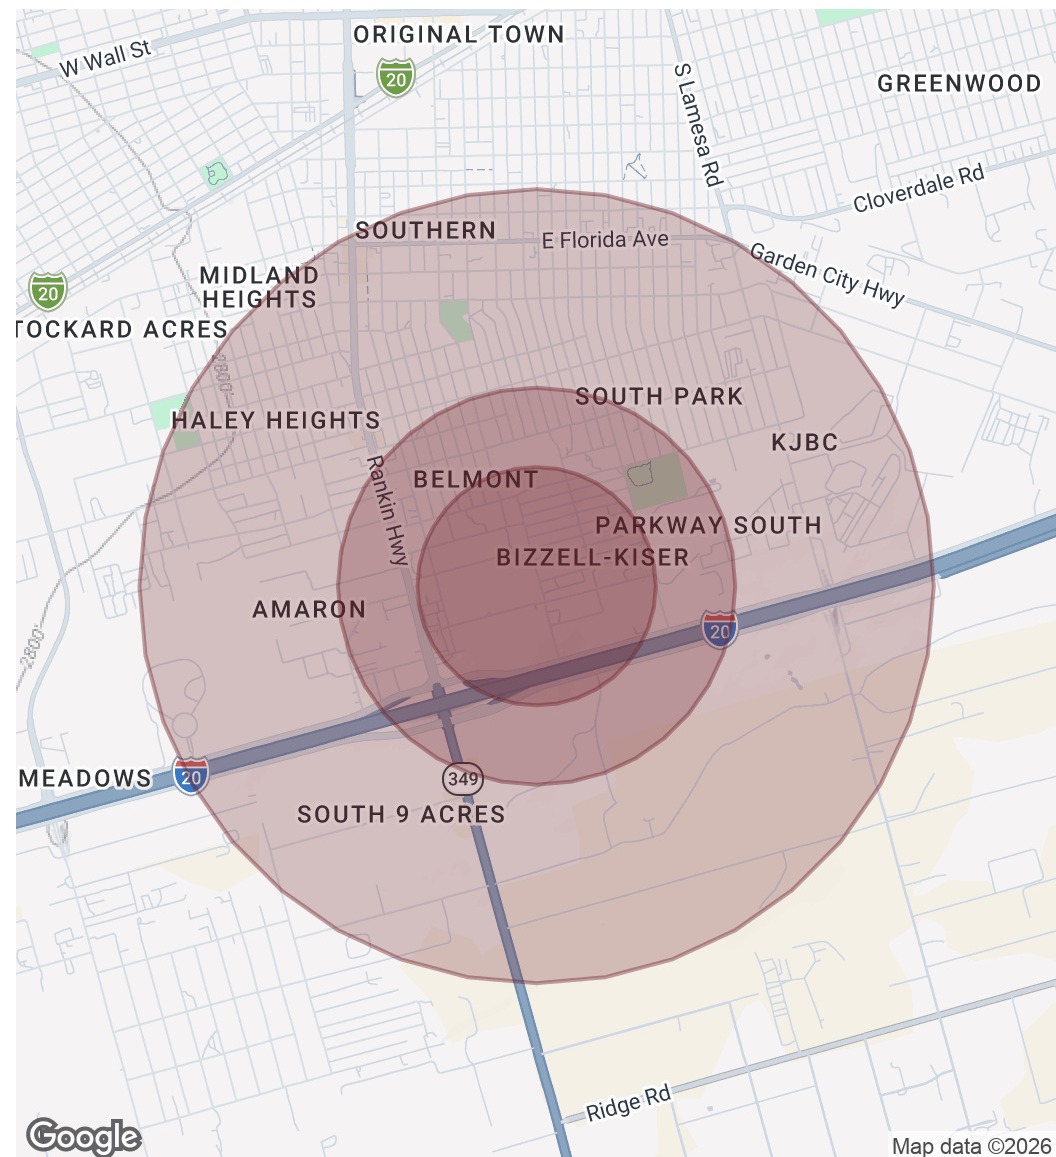 ORIGINAL TOWN
W Wall St
20
GREENWOOD
S Lamesa Rd
Cloverdale Rd
SOUTHERN
E Florida Ave
Garden City Hwy
MIDLAND
HEIGHTS
20
TOCKARD ACRES
2800'
SOUTH PARK
HALEY HEIGHTS
KJBC
Rankin Hwy
BELMONT
PARKWAY SOUTH
BIZZELL-KISER
AMARON
20
2800'
MEADOWS
20
349
SOUTH 9 ACRES
Ridge Rd
Google
Map data ©2026